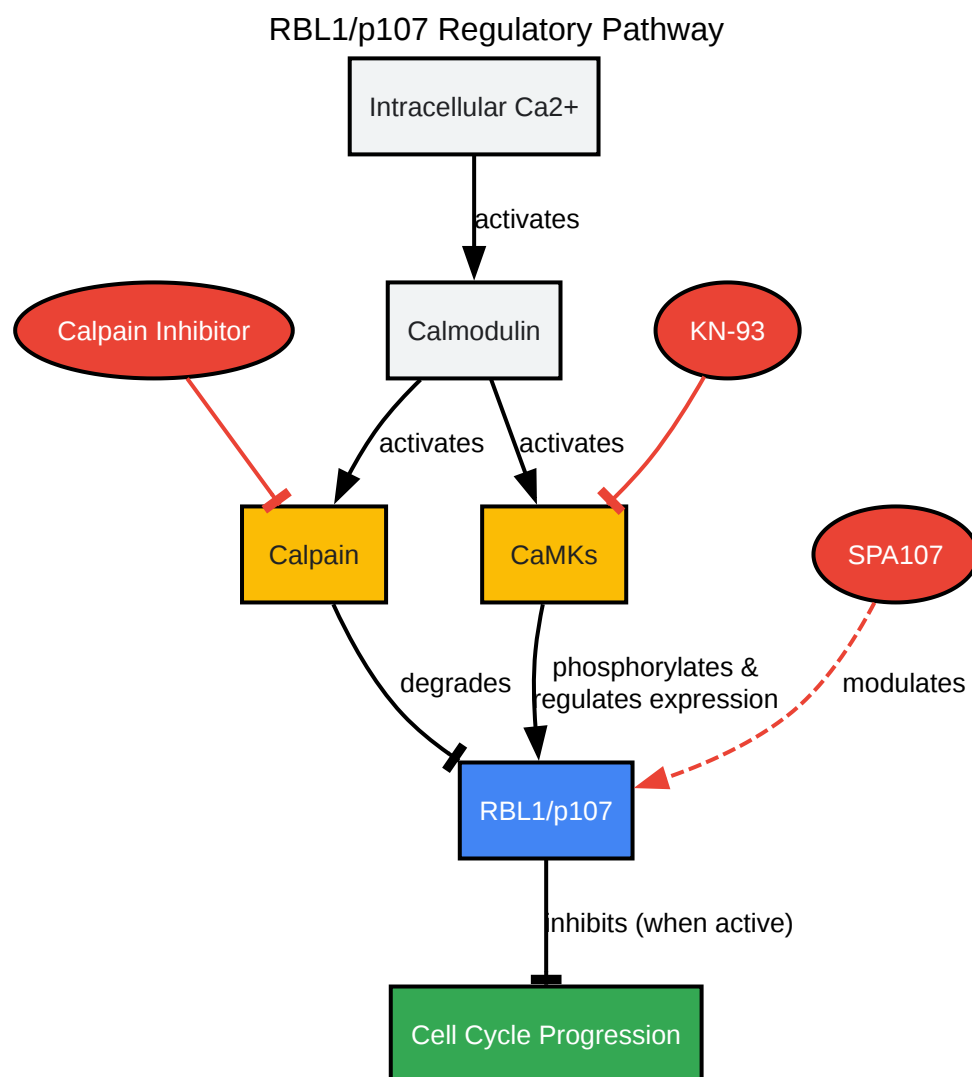 RBL1/p107 Regulatory Pathway
Intracellular Ca2+
activates
Calpain Inhibitor
Calmodulin
KN-93
activates
activates
Calpain
CaMKs
SPA107
degrades
phosphorylates &
regulates expression
modulates
RBL1/p107
inhibits (when active)
Cell Cycle Progression